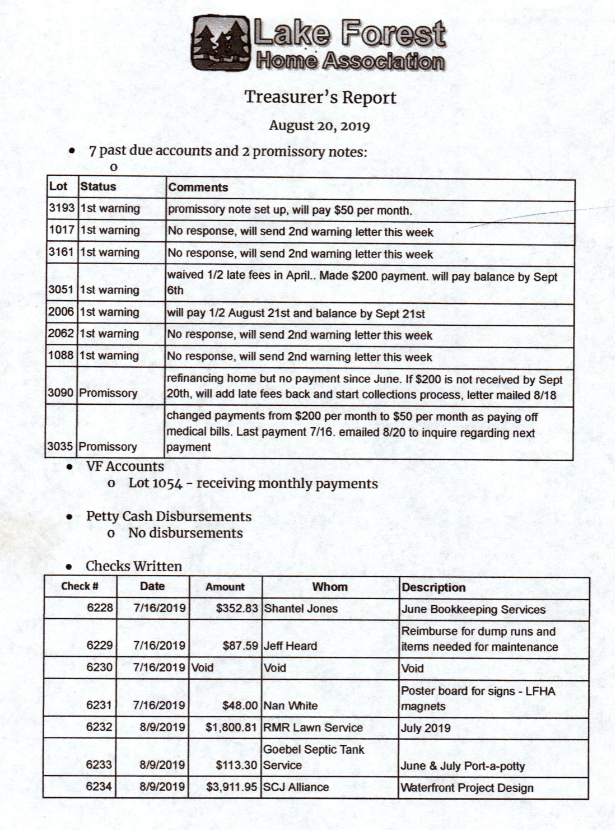 Lake Forest
Home Association
Treasurer's Report
August 20, 2019
• 7 past due accounts and 2 promissory notes:
o
Lot Status Comments
3193 1st warning promissory note set up, will pay $50 per month.
1017 1st warning No response, will send 2nd warning letter this week
3161 1st warning No response, will send 2nd warning letter this week
waived 1/2 late fees in April.. Made $200 payment. will pay balance by Sept
3051 1st warning 6th
2006 1st warning will pay 1/2 August 21st and balance by Sept 21st
2062 1st warning No response, will send 2nd warning letter this week
1088 1st warning No response, will send 2nd warning letter this week
refinancing home but no payment since June. If $200 is not received by Sept
3090 Promissory 20th, will add late fees back and start collections process, letter mailed 8/18
changed payments from $200 per month to $50 per month as paying off
medical bills. Last payment 7/16. emailed 8/20 to inquire regarding next
3035 Promissory payment
• VF Accounts
o Lot 1054 - receiving monthly payments
• Petty Cash Disbursements
o No disbursements
• Checks Written
Check # Date Amount Whom Description
6228 7/16/2019 $352.83 Shantel Jones June Bookkeeping Services
Reimburse for dump runs and
6229 7/16/2019 $87.59 Jeff Heard items needed for maintenance
6230 7/16/2019 Void Void Void
Poster board for signs - LFHA
6231 7/16/2019 $48.00 Nan White magnets
6232 8/9/2019 $1,800.81 RMR Lawn Service July 2019
Goebel Septic Tank
6233 8/9/2019 $113.30 Service June & July Port-a-potty
6234 8/9/2019 $3,911.95 SCJ Alliance Waterfront Project Design